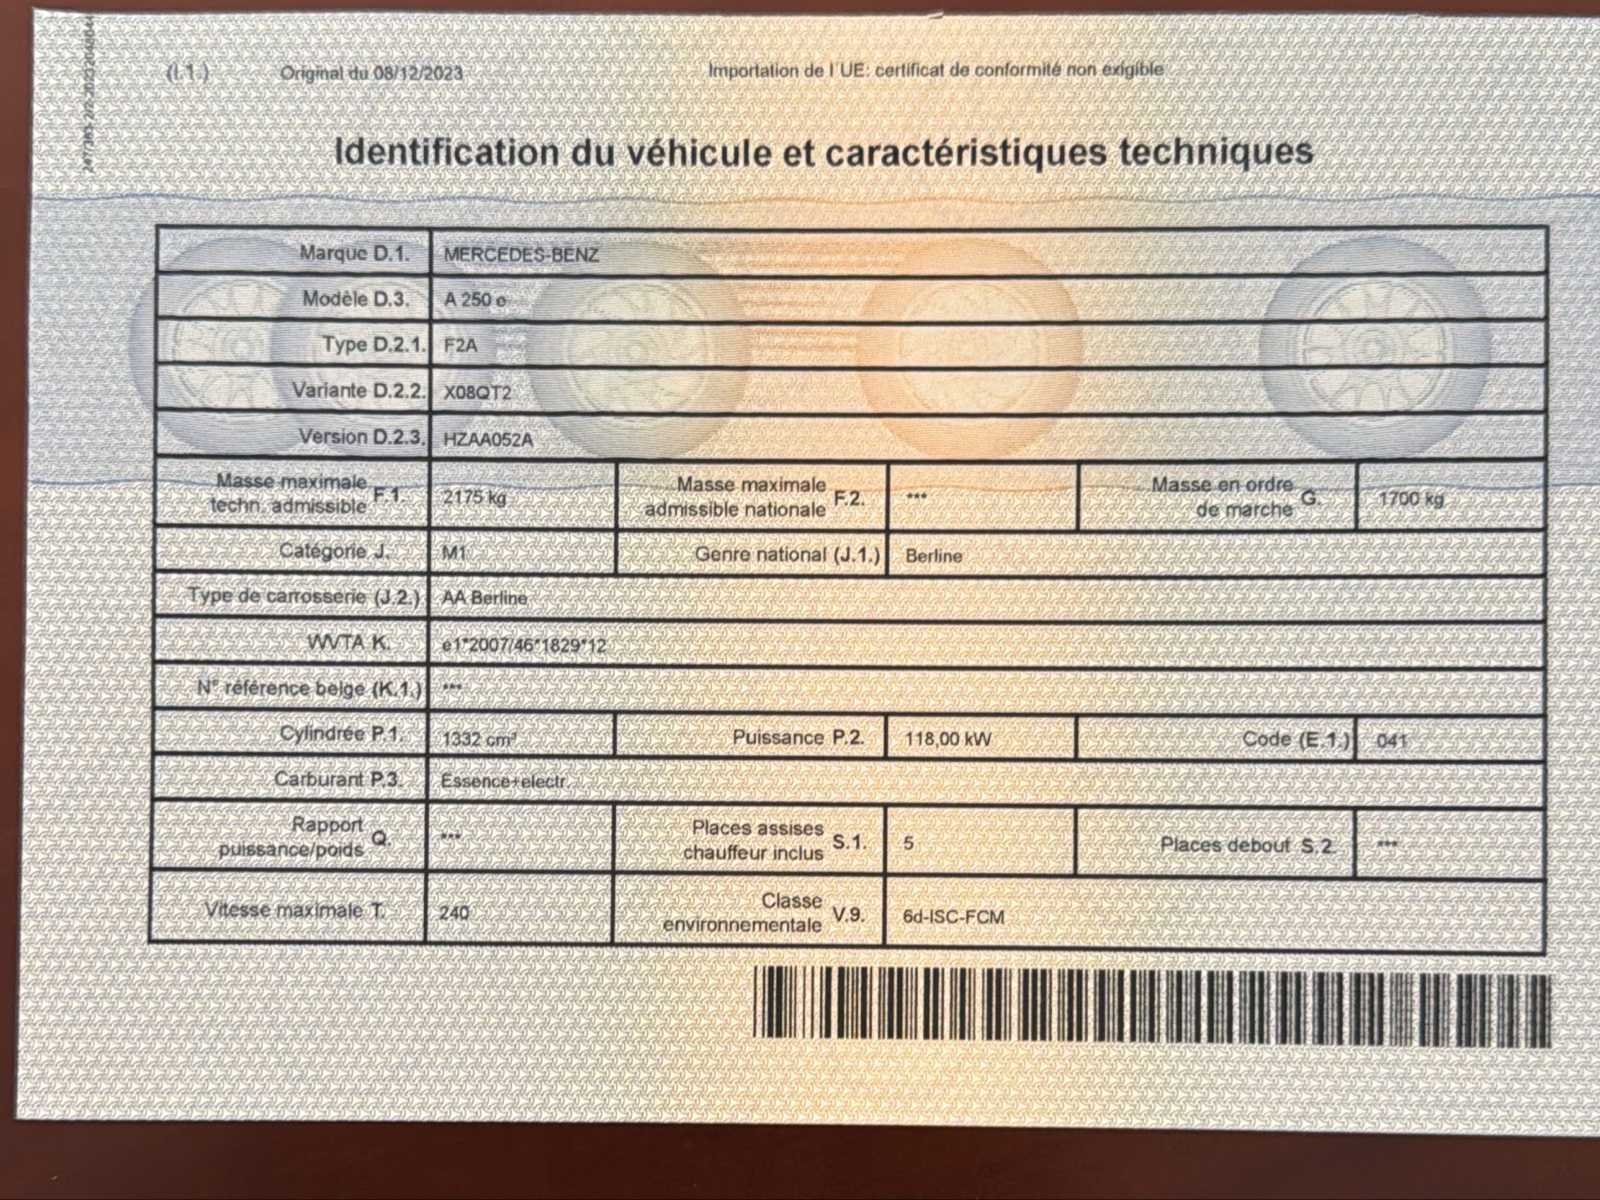 (I.1.) Original du 08/12/2023 Importation de l'UE: certificat de conformité non exigible
Identification du véhicule et caractéristiques techniques
Marque D.1. MERCEDES-BENZ
Modèle D.3. A 250 e
Type D.2.1. F2A
Variante D.2.2. X08QT2
Version D.2.3. HZAA052A
Masse maximale techn. admissible F.1. 2175 kg Masse maximale admissible nationale F.2. *** Masse en ordre de marche G. 1700 kg
Catégorie J. M1 Genre national (J.1.) Berline
Type de carrosserie (J.2.) AA Berline
WVTA K. e1*2007/46*1829*12
N° référence belge (K.1.) ***
Cylindrée P.1. 1332 cm³ Puissance P.2. 118,00 kW Code (E.1.) 041
Carburant P.3. Essence+electr.
Rapport puissance/poids Q. *** Places assises chauffeur inclus S.1. 5 Places debout S.2. ***
Vitesse maximale T. 240 Classe environnementale V.9. 6d-ISC-FCM